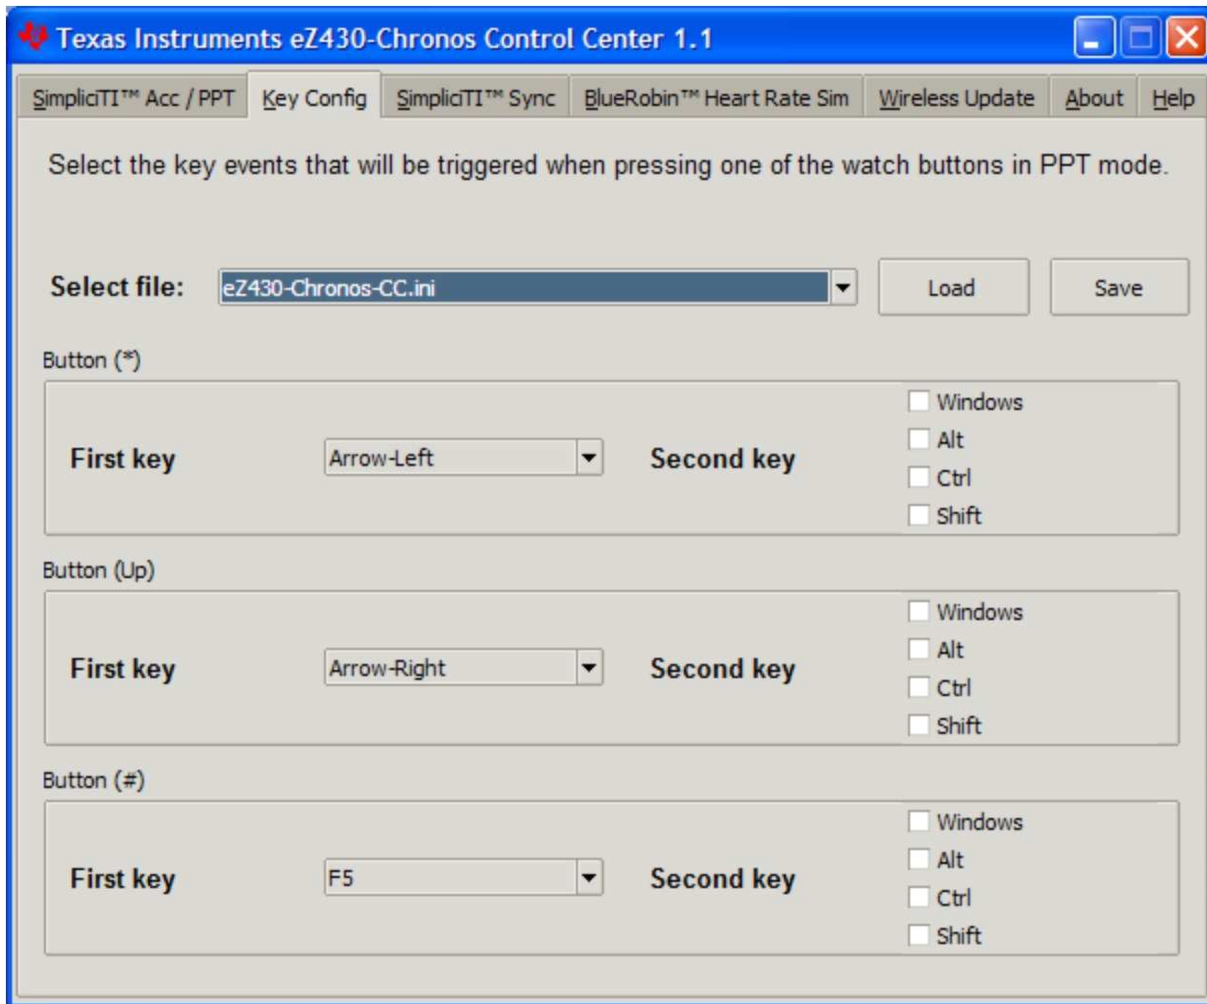 Texas Instruments eZ430-Chronos Control Center 1.1
SimpliciTI™ Acc / PPT Key Config SimpliciTI™ Sync BlueRobin™ Heart Rate Sim Wireless Update About Help
Select the key events that will be triggered when pressing one of the watch buttons in PPT mode.
Select file: eZ430-Chronos-CC.ini Load Save
Button (*)
First key Arrow-Left Second key
Windows
Alt
Ctrl
Shift
Button (Up)
First key Arrow-Right Second key
Windows
Alt
Ctrl
Shift
Button (#)
First key F5 Second key
Windows
Alt
Ctrl
Shift